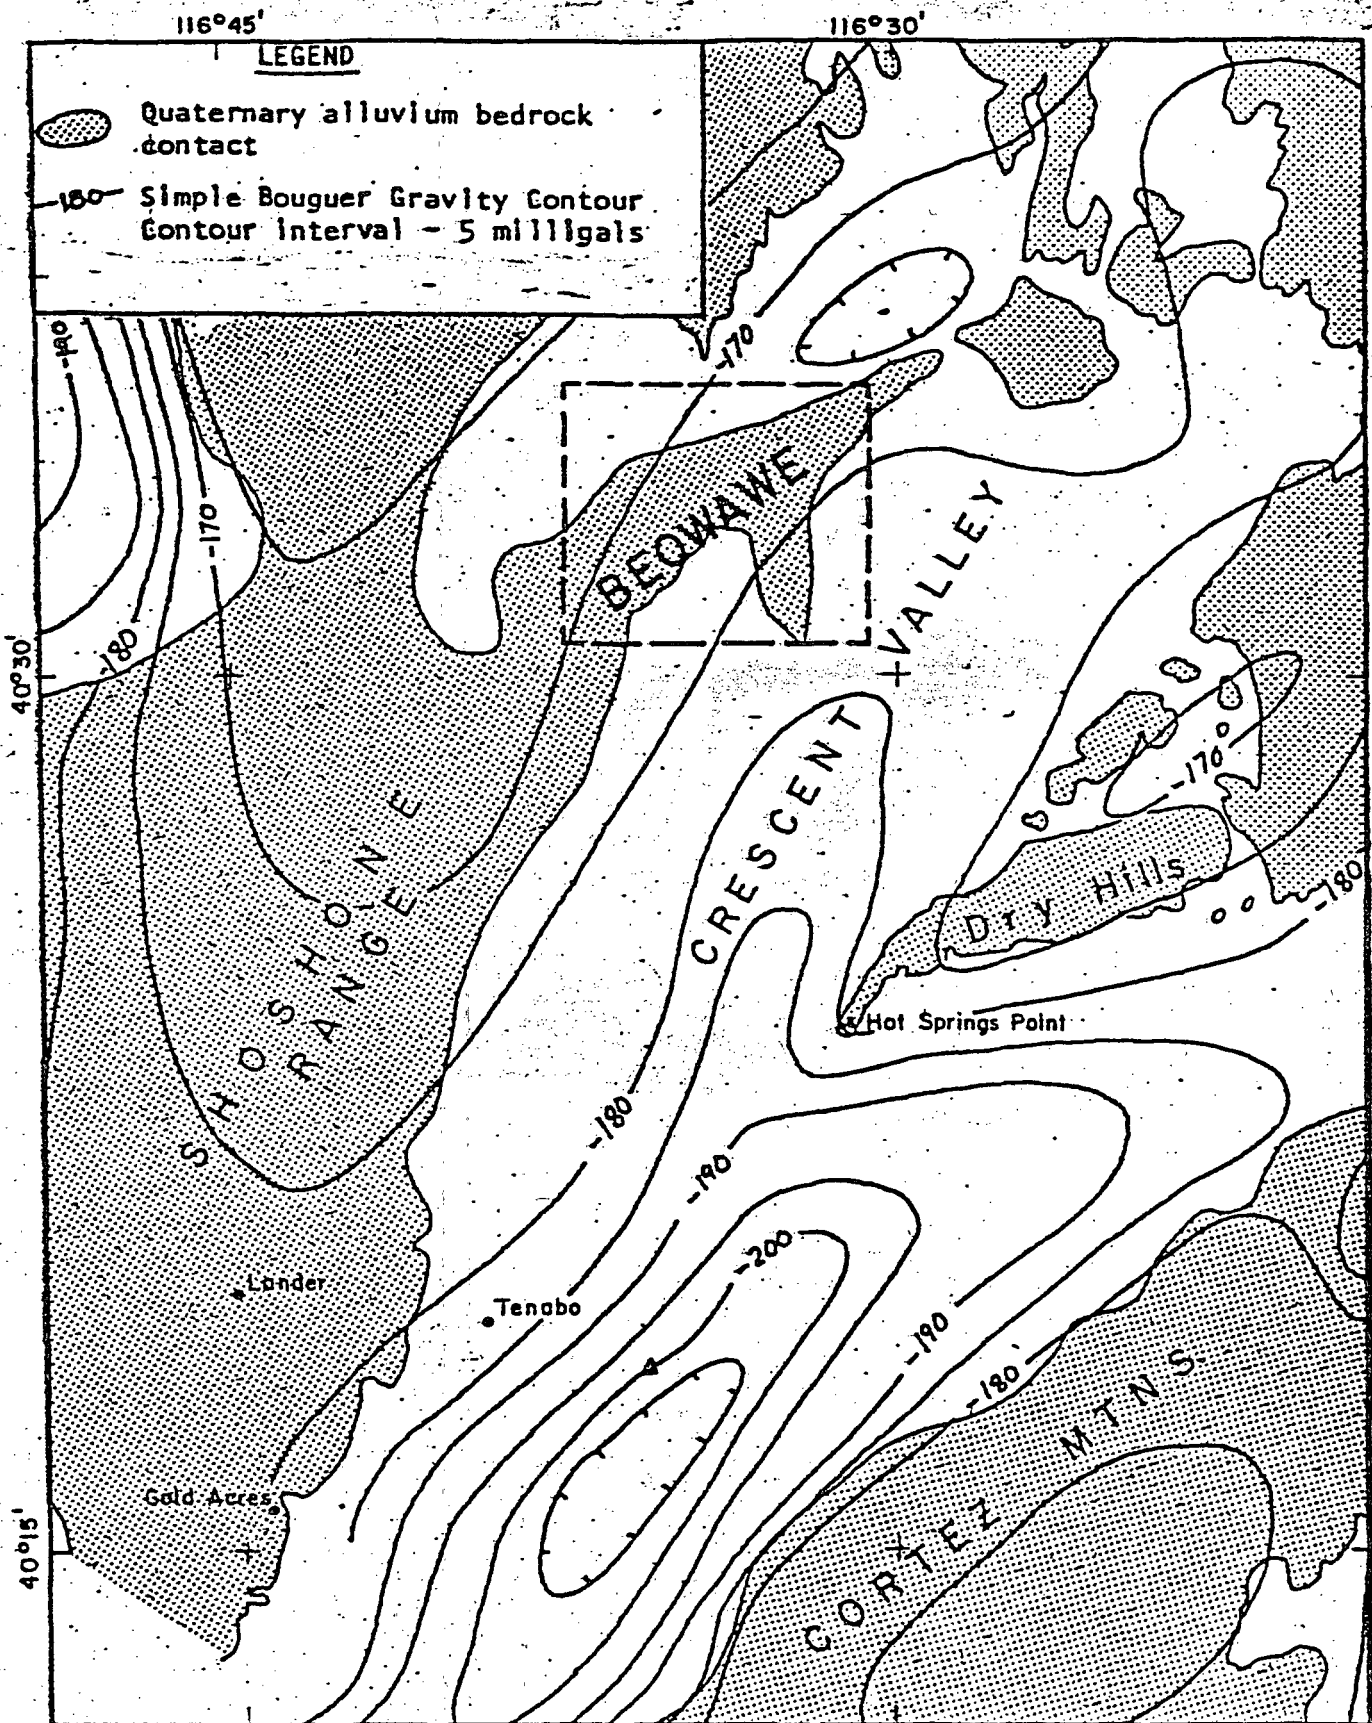 116°45'
116°30'
LEGEND
Quaternary alluvium bedrock
contact
-180- Simple Bouguer Gravity Contour
Contour interval - 5 milligals
-190
-170
-170
BEOWAWE
VALLEY
-180
40°30'
CRESCENT
-170
SHOSHONE
RANGE
Dry Hills
-180
Hot Springs Point
-180
-190
-200
Lander
Tenabo
-190
-180
CORTEZ MTNS
Gold Acres
40°15'